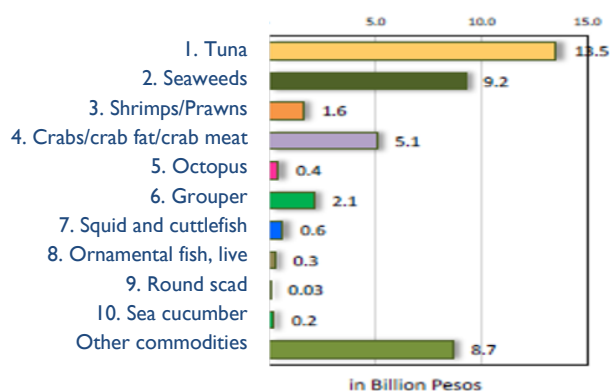 5.0 10.0 15.0
1. Tuna 13.5
2. Seaweeds 9.2
3. Shrimps/Prawns 1.6
4. Crabs/crab fat/crab meat 5.1
5. Octopus 0.4
6. Grouper 2.1
7. Squid and cuttlefish 0.6
8. Ornamental fish, live 0.3
9. Round scad 0.03
10. Sea cucumber 0.2
Other commodities 8.7
in Billion Pesos